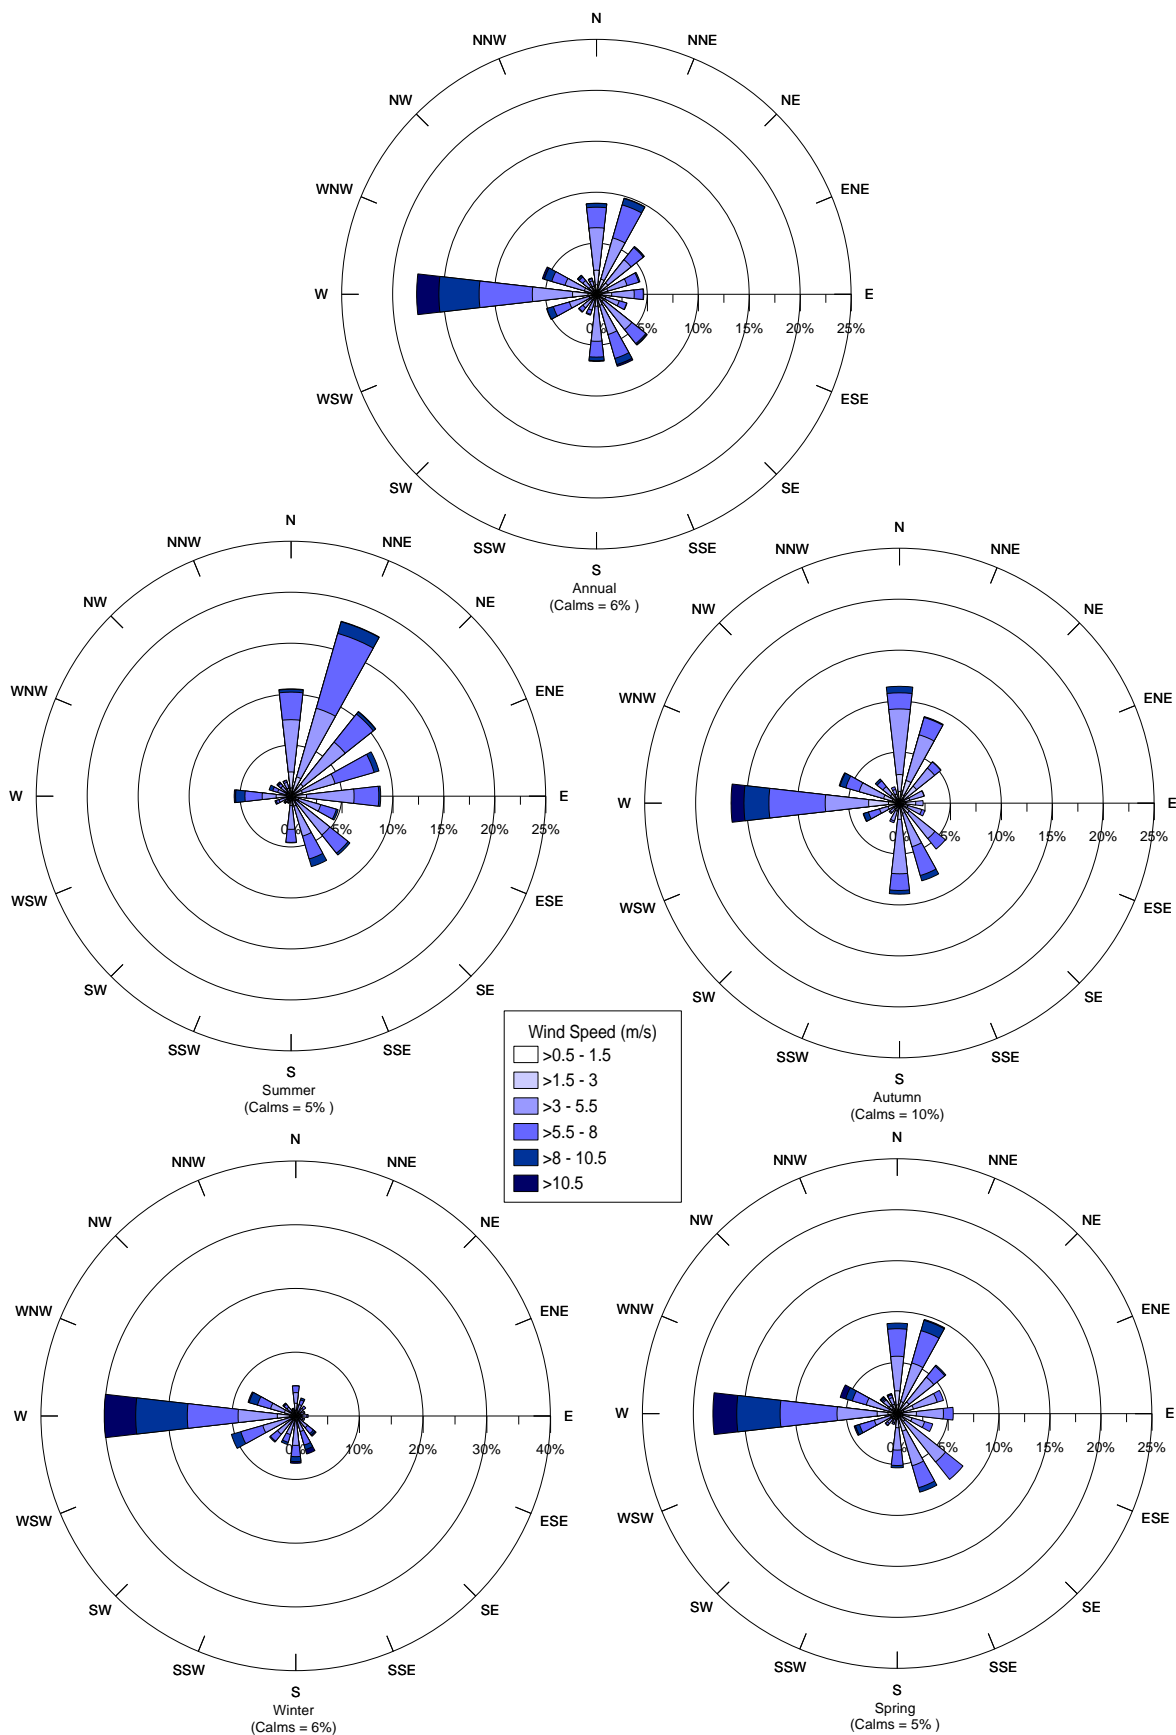 N
NNW
NNE
NW
NE
WNW
ENE
W
E
0%
5%
10%
15%
20%
25%
WSW
ESE
SW
SE
SSW
SSE
S
Annual
(Calms = 6% )
N
NNW
NNE
NW
NE
WNW
ENE
W
E
0%
5%
10%
15%
20%
25%
WSW
ESE
SW
SE
SSW
SSE
S
Summer
(Calms = 5% )
N
NNW
NNE
NW
NE
WNW
ENE
W
E
0%
5%
10%
15%
20%
25%
WSW
ESE
SW
SE
SSW
SSE
S
Autumn
(Calms = 10%)
Wind Speed (m/s)
>0.5 - 1.5
>1.5 - 3
>3 - 5.5
>5.5 - 8
>8 - 10.5
>10.5
N
NNW
NNE
NW
NE
WNW
ENE
W
E
0%
10%
20%
30%
40%
WSW
ESE
SW
SE
SSW
SSE
S
Winter
(Calms = 6%)
N
NNW
NNE
NW
NE
WNW
ENE
W
E
0%
5%
10%
15%
20%
25%
WSW
ESE
SW
SE
SSW
SSE
S
Spring
(Calms = 5% )